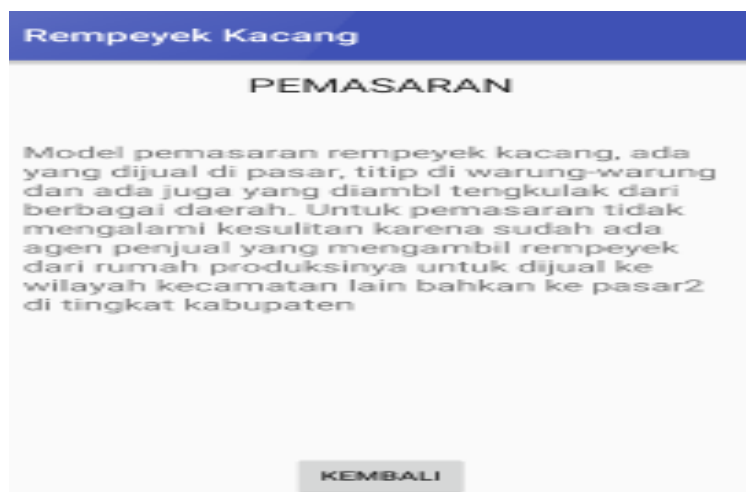 Rempeyek Kacang
PEMASARAN
Model pemasaran rempeyek kacang, ada
yang dijual di pasar, titip di warung-warung
dan ada juga yang diambl tengkulak dari
berbagai daerah. Untuk pemasaran tidak
mengalami kesulitan karena sudah ada
agen penjual yang mengambil rempeyek
dari rumah produksinya untuk dijual ke
wilayah kecamatan lain bahkan ke pasar2
di tingkat kabupaten
KEMBALI